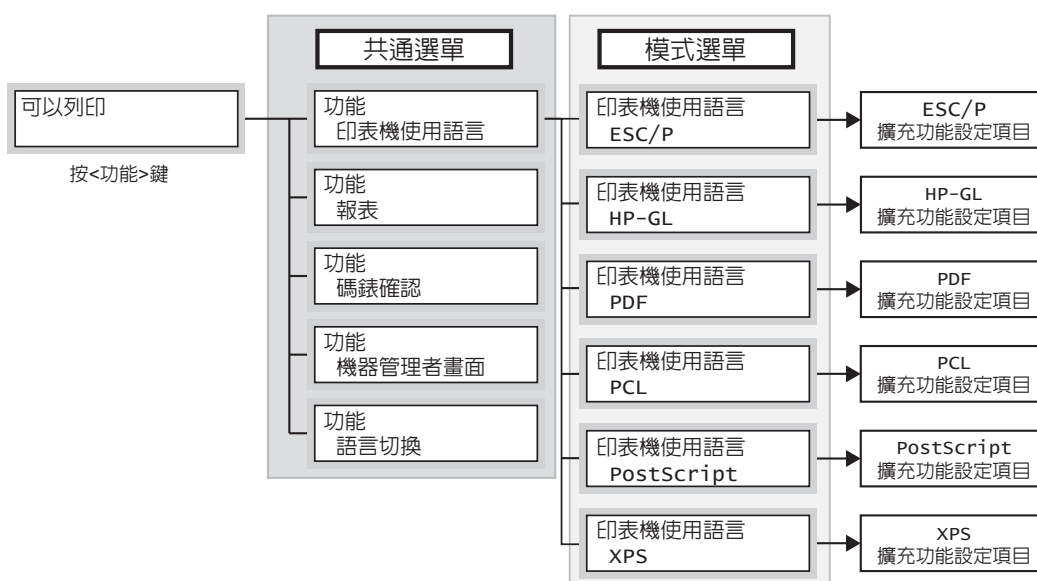 共通選單
模式選單
可以列印
按<功能>鍵
功能
印表機使用語言
功能
報表
功能
碼錶確認
功能
機器管理者畫面
功能
語言切換
印表機使用語言
ESC/P
印表機使用語言
HP-GL
印表機使用語言
PDF
印表機使用語言
PCL
印表機使用語言
PostScript
印表機使用語言
XPS
ESC/P
擴充功能設定項目
HP-GL
擴充功能設定項目
PDF
擴充功能設定項目
PCL
擴充功能設定項目
PostScript
擴充功能設定項目
XPS
擴充功能設定項目